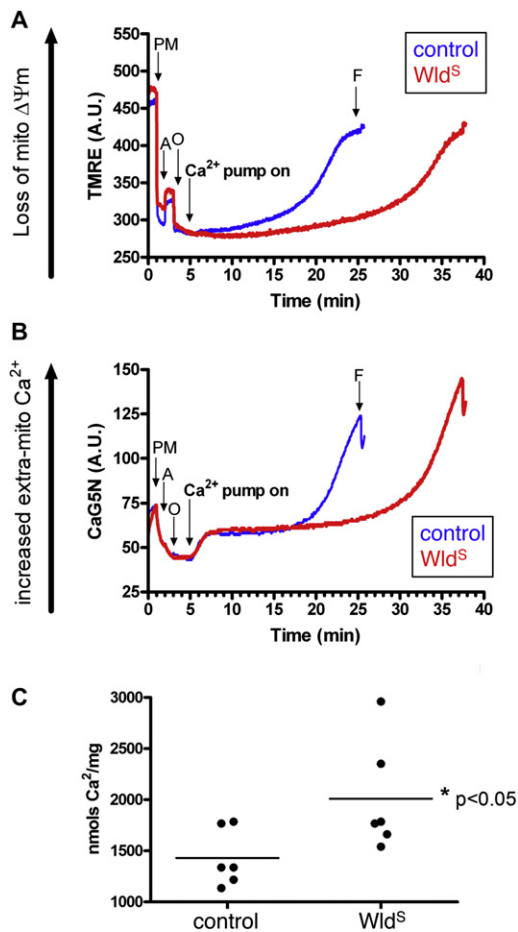 A
Loss of mito ΔΨm
TMRE (A.U.)
550
500
450
400
350
300
250
PM
A
O
Ca2+ pump on
F
control
WldS
0 5 10 15 20 25 30 35 40
Time (min)
B
increased extra-mito Ca2+
CaG5N (A.U.)
150
125
100
75
50
25
PM
A
O
Ca2+ pump on
F
control
WldS
0 5 10 15 20 25 30 35 40
Time (min)
C
nmols Ca2/mg
3000
2500
2000
1500
1000
* p<0.05
control WldS